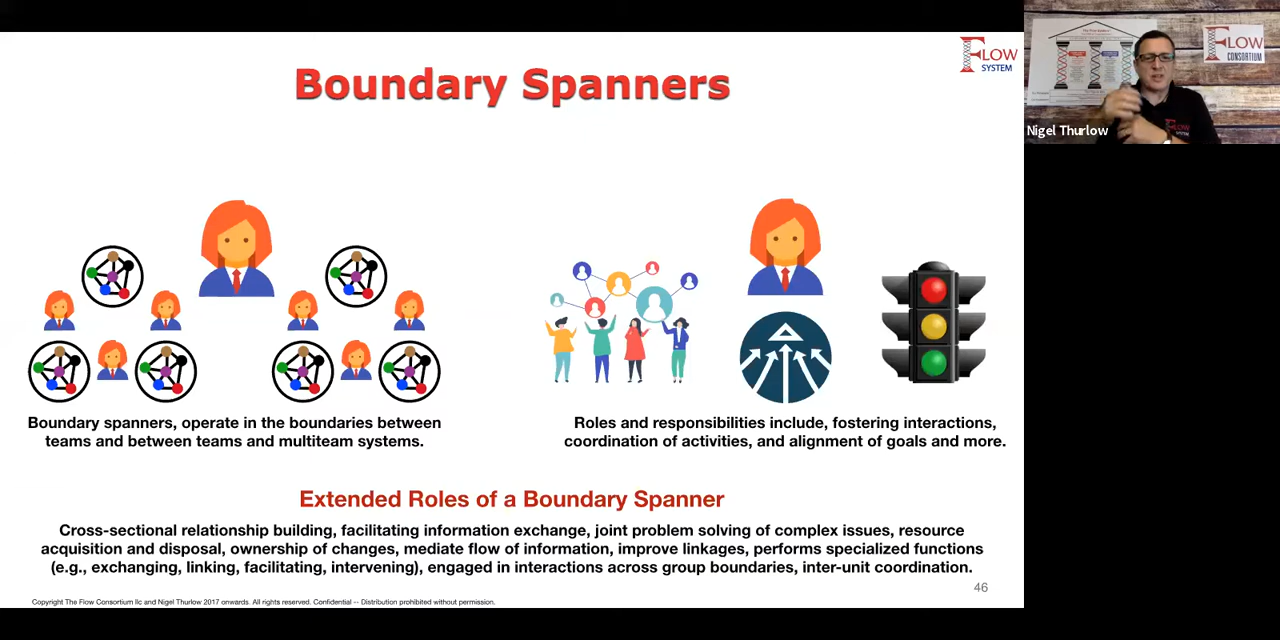 Boundary Spanners
FLOW
SYSTEM
FLOW
CONSORTIUM
FLOW
SYSTEM
Nigel Thurlow
Boundary spanners, operate in the boundaries between
teams and between teams and multiteam systems.
Roles and responsibilities include, fostering interactions,
coordination of activities, and alignment of goals and more.
Extended Roles of a Boundary Spanner
Cross-sectional relationship building, facilitating information exchange, joint problem solving of complex issues, resource
acquisition and disposal, ownership of changes, mediate flow of information, improve linkages, performs specialized functions
(e.g., exchanging, linking, facilitating, intervening), engaged in interactions across group boundaries, inter-unit coordination.
46
Copyright The Flow Consortium llc and Nigel Thurlow 2017 onwards. All rights reserved. Confidential -- Distribution prohibited without permission.